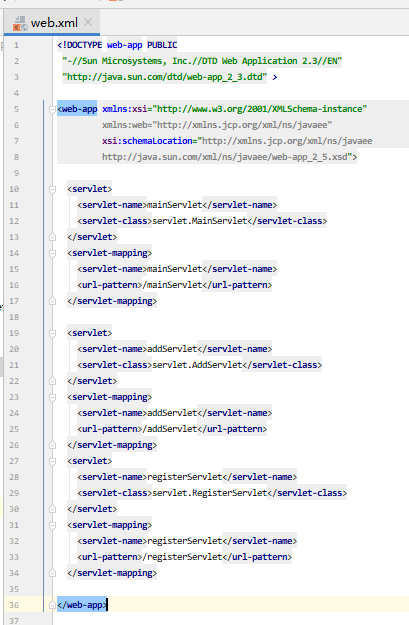 web.xml
1 <!DOCTYPE web-app PUBLIC
2 "-//Sun Microsystems, Inc.//DTD Web Application 2.3//EN"
3 "http://java.sun.com/dtd/web-app_2_3.dtd" >
4
5 <web-app xmlns:xsi="http://www.w3.org/2001/XMLSchema-instance"
6 xmlns:web="http://xmlns.jcp.org/xml/ns/javaee"
7 xsi:schemaLocation="http://xmlns.jcp.org/xml/ns/javaee
8 http://java.sun.com/xml/ns/javaee/web-app_2_5.xsd">
9
10 <servlet>
11 <servlet-name>mainServlet</servlet-name>
12 <servlet-class>servlet.MainServlet</servlet-class>
13 </servlet>
14 <servlet-mapping>
15 <servlet-name>mainServlet</servlet-name>
16 <url-pattern>/mainServlet</url-pattern>
17 </servlet-mapping>
18
19 <servlet>
20 <servlet-name>addServlet</servlet-name>
21 <servlet-class>servlet.AddServlet</servlet-class>
22 </servlet>
23 <servlet-mapping>
24 <servlet-name>addServlet</servlet-name>
25 <url-pattern>/addServlet</url-pattern>
26 </servlet-mapping>
27 <servlet>
28 <servlet-name>registerServlet</servlet-name>
29 <servlet-class>servlet.RegisterServlet</servlet-class>
30 </servlet>
31 <servlet-mapping>
32 <servlet-name>registerServlet</servlet-name>
33 <url-pattern>/registerServlet</url-pattern>
34 </servlet-mapping>
35
36 </web-app>
37